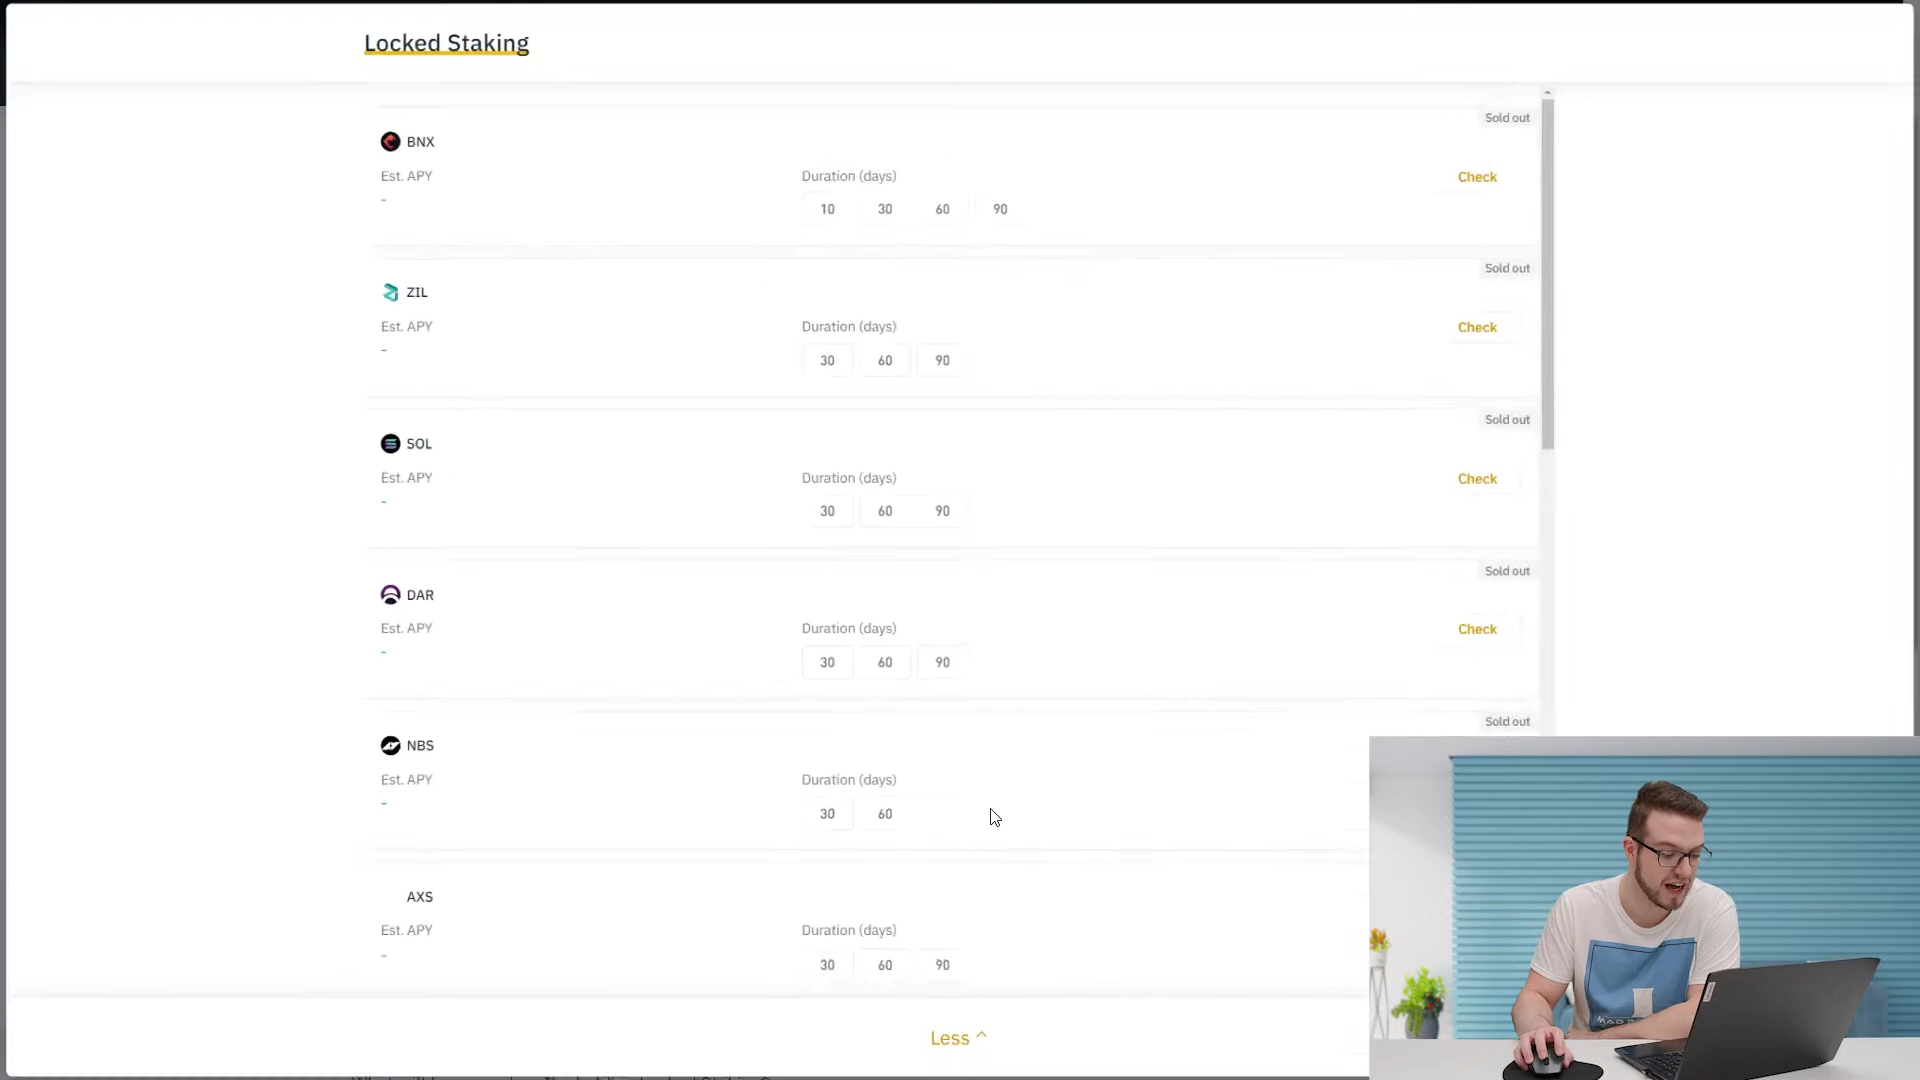 Locked Staking
Sold out
BNX
Est. APY
Duration (days)
Check
-
10 30 60 90
Sold out
ZIL
Est. APY
Duration (days)
Check
-
30 60 90
Sold out
SOL
Est. APY
Duration (days)
Check
-
30 60 90
Sold out
DAR
Est. APY
Duration (days)
Check
-
30 60 90
Sold out
NBS
Est. APY
Duration (days)
-
30 60
AXS
Est. APY
Duration (days)
-
30 60 90
Less